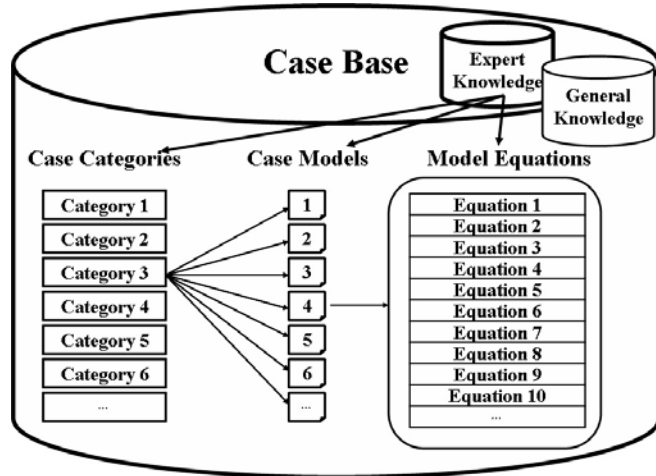 Case Base
Expert
Knowledge
General
Knowledge
Case Categories
Case Models
Model Equations
Category 1
Category 2
Category 3
Category 4
Category 5
Category 6
...
1
2
3
4
5
6
...
Equation 1
Equation 2
Equation 3
Equation 4
Equation 5
Equation 6
Equation 7
Equation 8
Equation 9
Equation 10
...